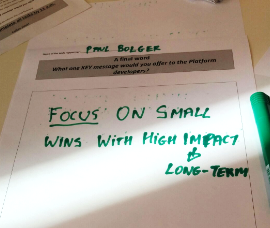 PAUL BOLGER
A final word
What one KEY message would you offer to the Platform
developers?
FOCUS ON SMALL
WINS WITH HIGH IMPACT
&
LONG-TERM